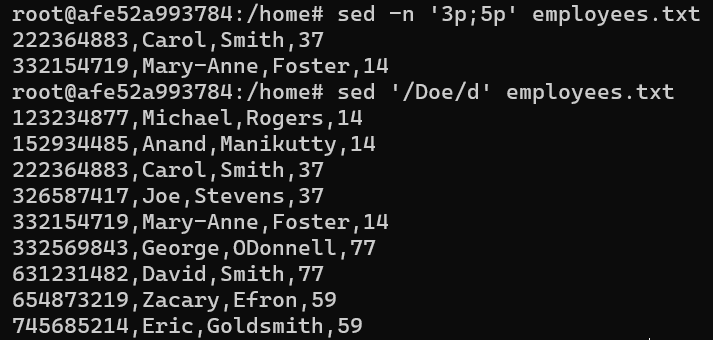 root@afe52a993784:/home# sed -n '3p;5p' employees.txt
222364883,Carol,Smith,37
332154719,Mary-Anne,Foster,14
root@afe52a993784:/home# sed '/Doe/d' employees.txt
123234877,Michael,Rogers,14
152934485,Anand,Manikutty,14
222364883,Carol,Smith,37
326587417,Joe,Stevens,37
332154719,Mary-Anne,Foster,14
332569843,George,ODonnell,77
631231482,David,Smith,77
654873219,Zacary,Efron,59
745685214,Eric,Goldsmith,59